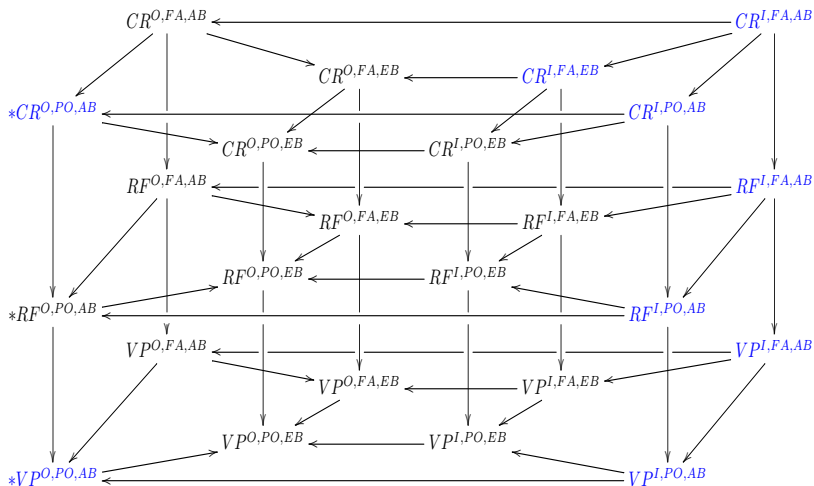 CR^{O,FA,AB} CR^{I,FA,AB}
CR^{O,FA,EB} CR^{I,FA,EB}
*CR^{O,PO,AB} CR^{I,PO,AB}
CR^{O,PO,EB} CR^{I,PO,EB}
RF^{O,FA,AB} RF^{I,FA,AB}
RF^{O,FA,EB} RF^{I,FA,EB}
RF^{O,PO,EB} RF^{I,PO,EB}
*RF^{O,PO,AB} RF^{I,PO,AB}
VP^{O,FA,AB} VP^{I,FA,AB}
VP^{O,FA,EB} VP^{I,FA,EB}
VP^{O,PO,EB} VP^{I,PO,EB}
*VP^{O,PO,AB} VP^{I,PO,AB}